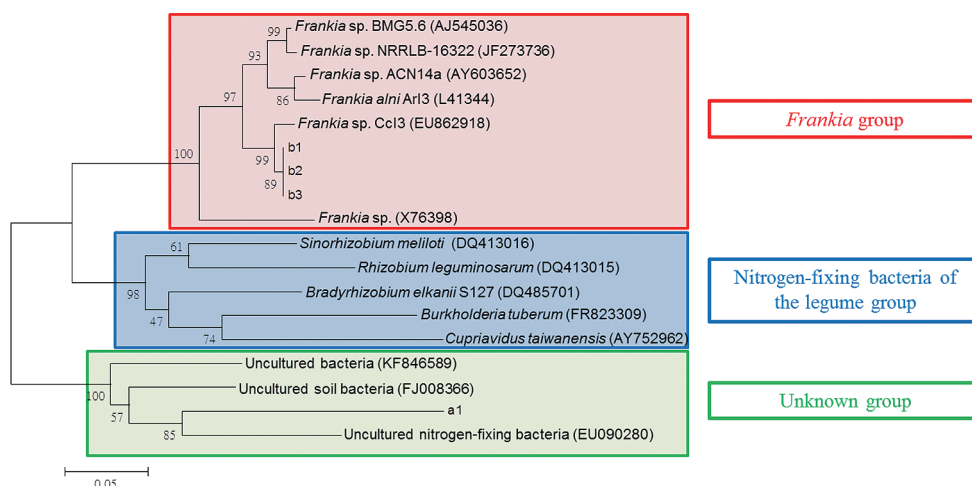 99
Frankia sp. BMG5.6 (AJ545036)
Frankia sp. NRRLB-16322 (JF273736)
93
Frankia sp. ACN14a (AY603652)
86
Frankia alni ArI3 (L41344)
97
Frankia sp. CcI3 (EU862918)
99
b1
b2
89
b3
100
Frankia sp. (X76398)
Frankia group
61
Sinorhizobium meliloti (DQ413016)
Rhizobium leguminosarum (DQ413015)
98
Bradyrhizobium elkanii S127 (DQ485701)
47
Burkholderia tuberum (FR823309)
74
Cupriavidus taiwanensis (AY752962)
Nitrogen-fixing bacteria of
the legume group
Uncultured bacteria (KF846589)
100
Uncultured soil bacteria (FJ008366)
57
a1
85
Uncultured nitrogen-fixing bacteria (EU090280)
Unknown group
0.05